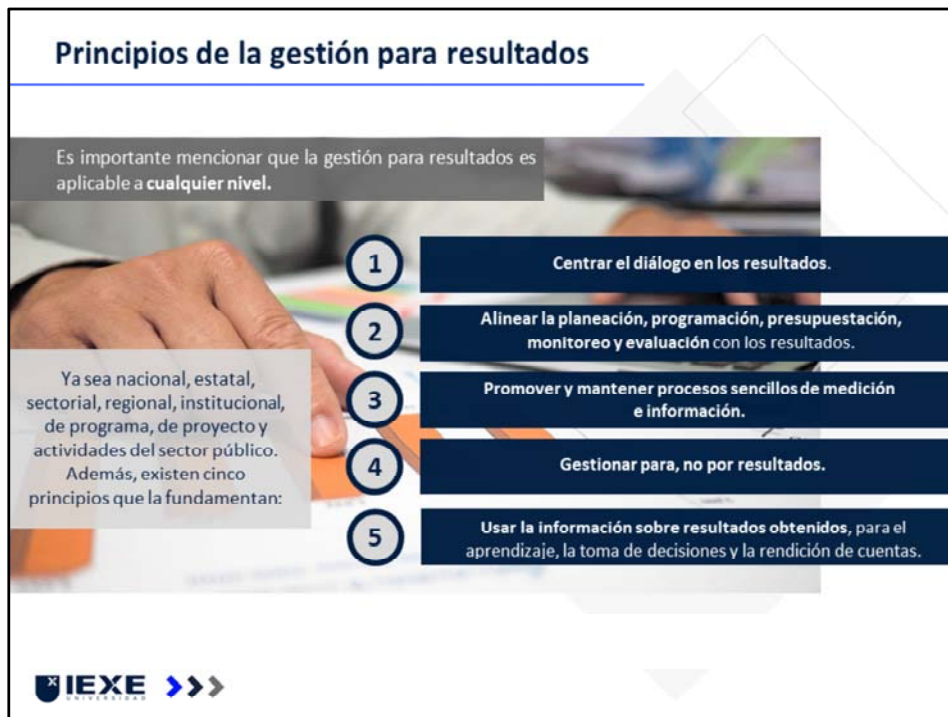 Principios de la gestión para resultados
Es importante mencionar que la gestión para resultados es
aplicable a cualquier nivel.
Ya sea nacional, estatal,
sectorial, regional, institucional,
de programa, de proyecto y
actividades del sector público.
Además, existen cinco
principios que la fundamentan:
1
Centrar el diálogo en los resultados.
2
Alinear la planeación, programación, presupuestación,
monitoreo y evaluación con los resultados.
3
Promover y mantener procesos sencillos de medición
e información.
4
Gestionar para, no por resultados.
5
Usar la información sobre resultados obtenidos, para el
aprendizaje, la toma de decisiones y la rendición de cuentas.
IEXE
UNIVERSIDAD